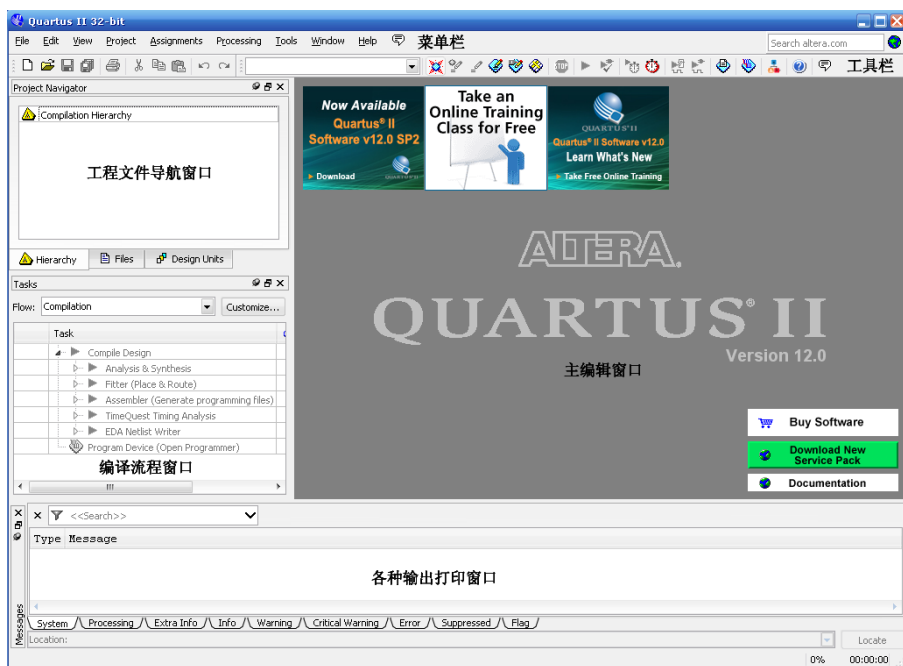 Quartus II 32-bit
File Edit View Project Assignments Processing Tools Window Help 菜单栏 Search altera.com
工具栏
Project Navigator
Compilation Hierarchy
工程文件导航窗口
Hierarchy Files Design Units
Tasks
Flow: Compilation Customize...
Task
Compile Design
Analysis & Synthesis
Fitter (Place & Route)
Assembler (Generate programming files)
TimeQuest Timing Analysis
EDA Netlist Writer
Program Device (Open Programmer)
编译流程窗口
Now Available
Quartus® II
Software v12.0 SP2
Download
Take an
Online Training
Class for Free
QUARTUS II
Quartus® II Software v12.0
Learn What's New
Take Free Online Training
ALTERA.
QUARTUS® II
Version 12.0
主编辑窗口
Buy Software
Download New
Service Pack
Documentation
<<Search>>
Type Message
各种输出打印窗口
Messages
System Processing Extra Info Info Warning Critical Warning Error Suppressed Flag
Location: Locate
0% 00:00:00